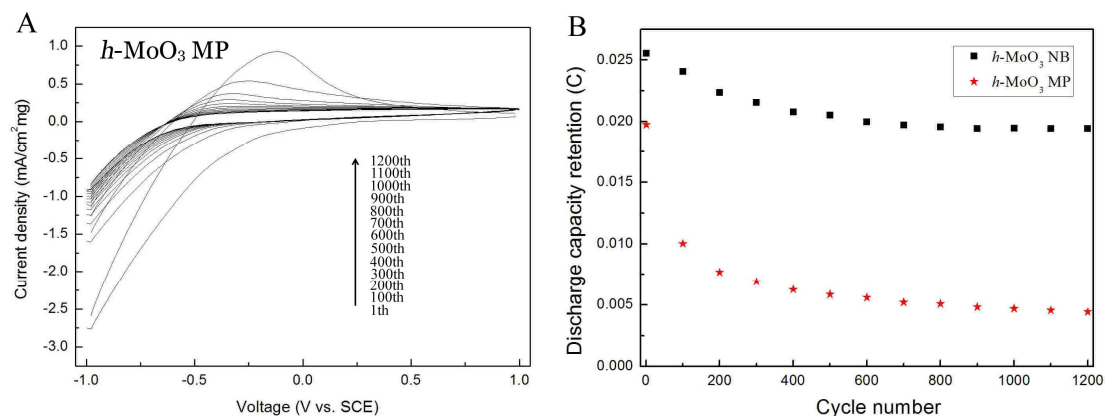 A
h-MoO3 MP
Current density (mA/cm2mg)
1.0
0.5
0.0
-0.5
-1.0
-1.5
-2.0
-2.5
-3.0
1200th
1100th
1000th
900th
800th
700th
600th
500th
400th
300th
200th
100th
1th
-1.0
-0.5
0.0
0.5
1.0
Voltage (V vs. SCE)
B
Discharge capacity retention (C)
0.025
0.020
0.015
0.010
0.005
0.000
h-MoO3 NB
h-MoO3 MP
0
200
400
600
800
1000
1200
Cycle number